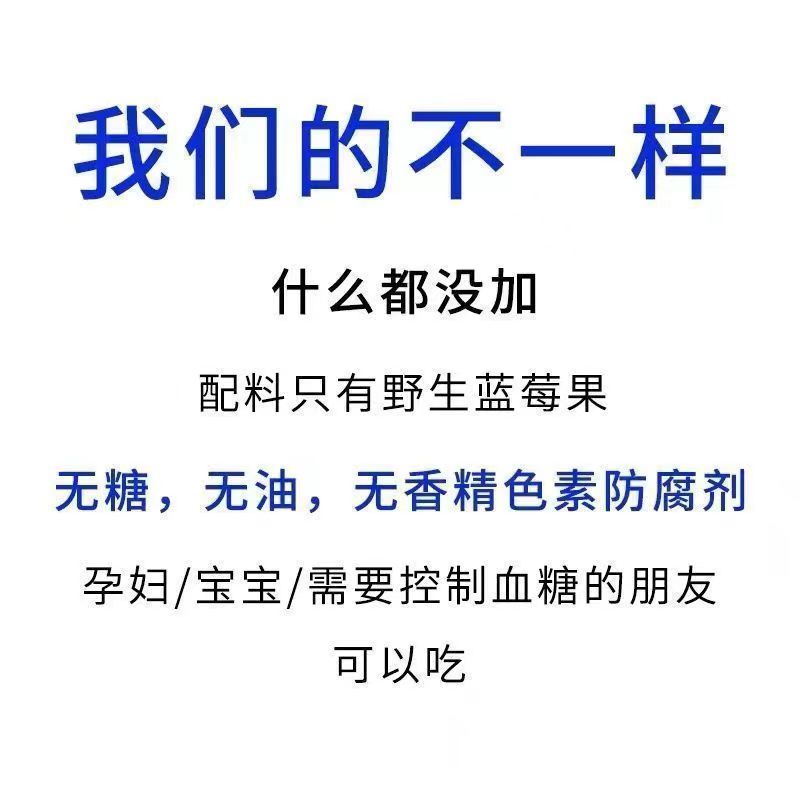 我们的不一样
什么都没加
配料只有野生蓝莓果
无糖，无油，无香精色素防腐剂
孕妇/宝宝/需要控制血糖的朋友
可以吃